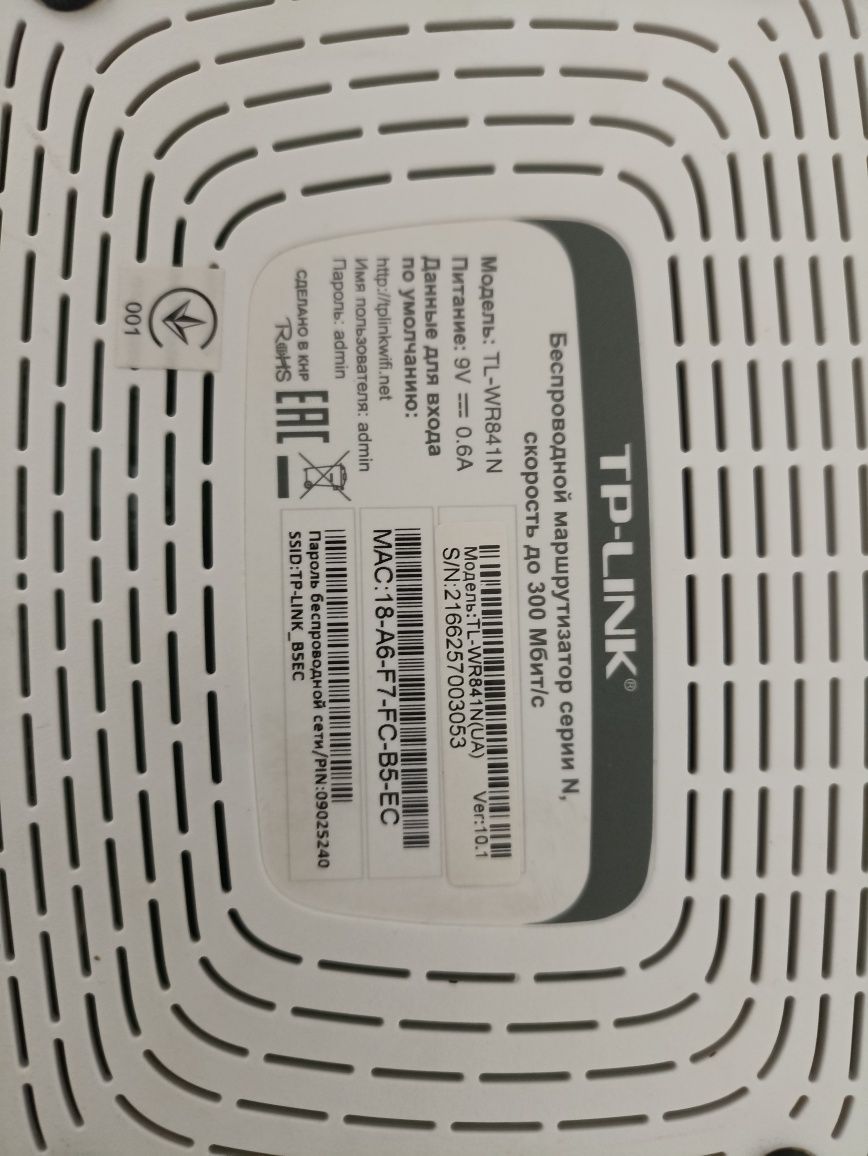 TP-LINK®
Беспроводной маршрутизатор серии N,
скорость до 300 Мбит/с
Модель: TL-WR841N
Питание: 9V 0.6A
Данные для входа
по умолчанию:
http://tplinkwifi.net
Имя пользователя: admin
Пароль: admin
СДЕЛАНО В КНР
RoHS
EAC
Модель:TL-WR841N(UA) Ver:10.1
S/N:2166257003053
MAC:18-A6-F7-FC-B5-EC
Пароль беспроводной сети/PIN:09025240
SSID:TP-LINK_B5EC
001